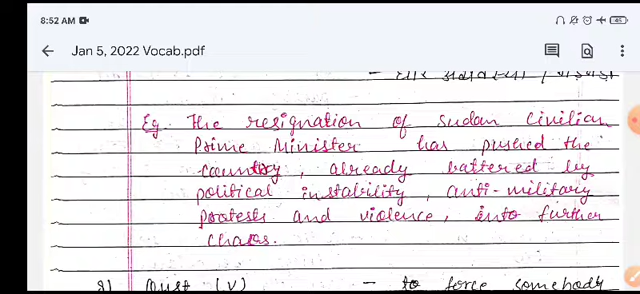 8:52 AM
45
Jan 5, 2022 Vocab.pdf
Eg. The resignation of Sudan Civilian
Prime Minister has pushed the
country, already battered by
political instability, anti-military
protests and violence, into further
chaos.
8) Oust (V) - to force somebody